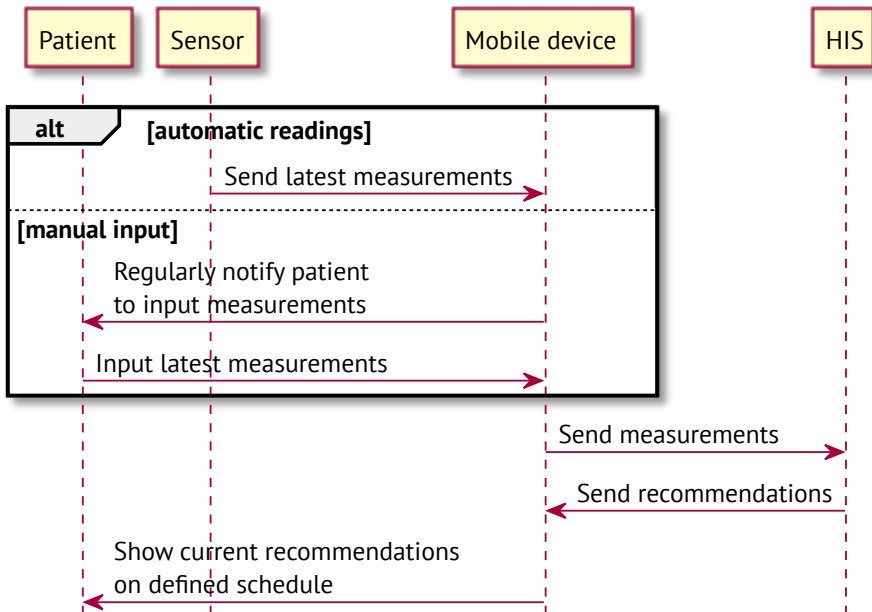 Patient
Sensor
Mobile device
HIS
alt
[automatic readings]
Send latest measurements
[manual input]
Regularly notify patient
to input measurements
Input latest measurements
Send measurements
Send recommendations
Show current recommendations
on defined schedule